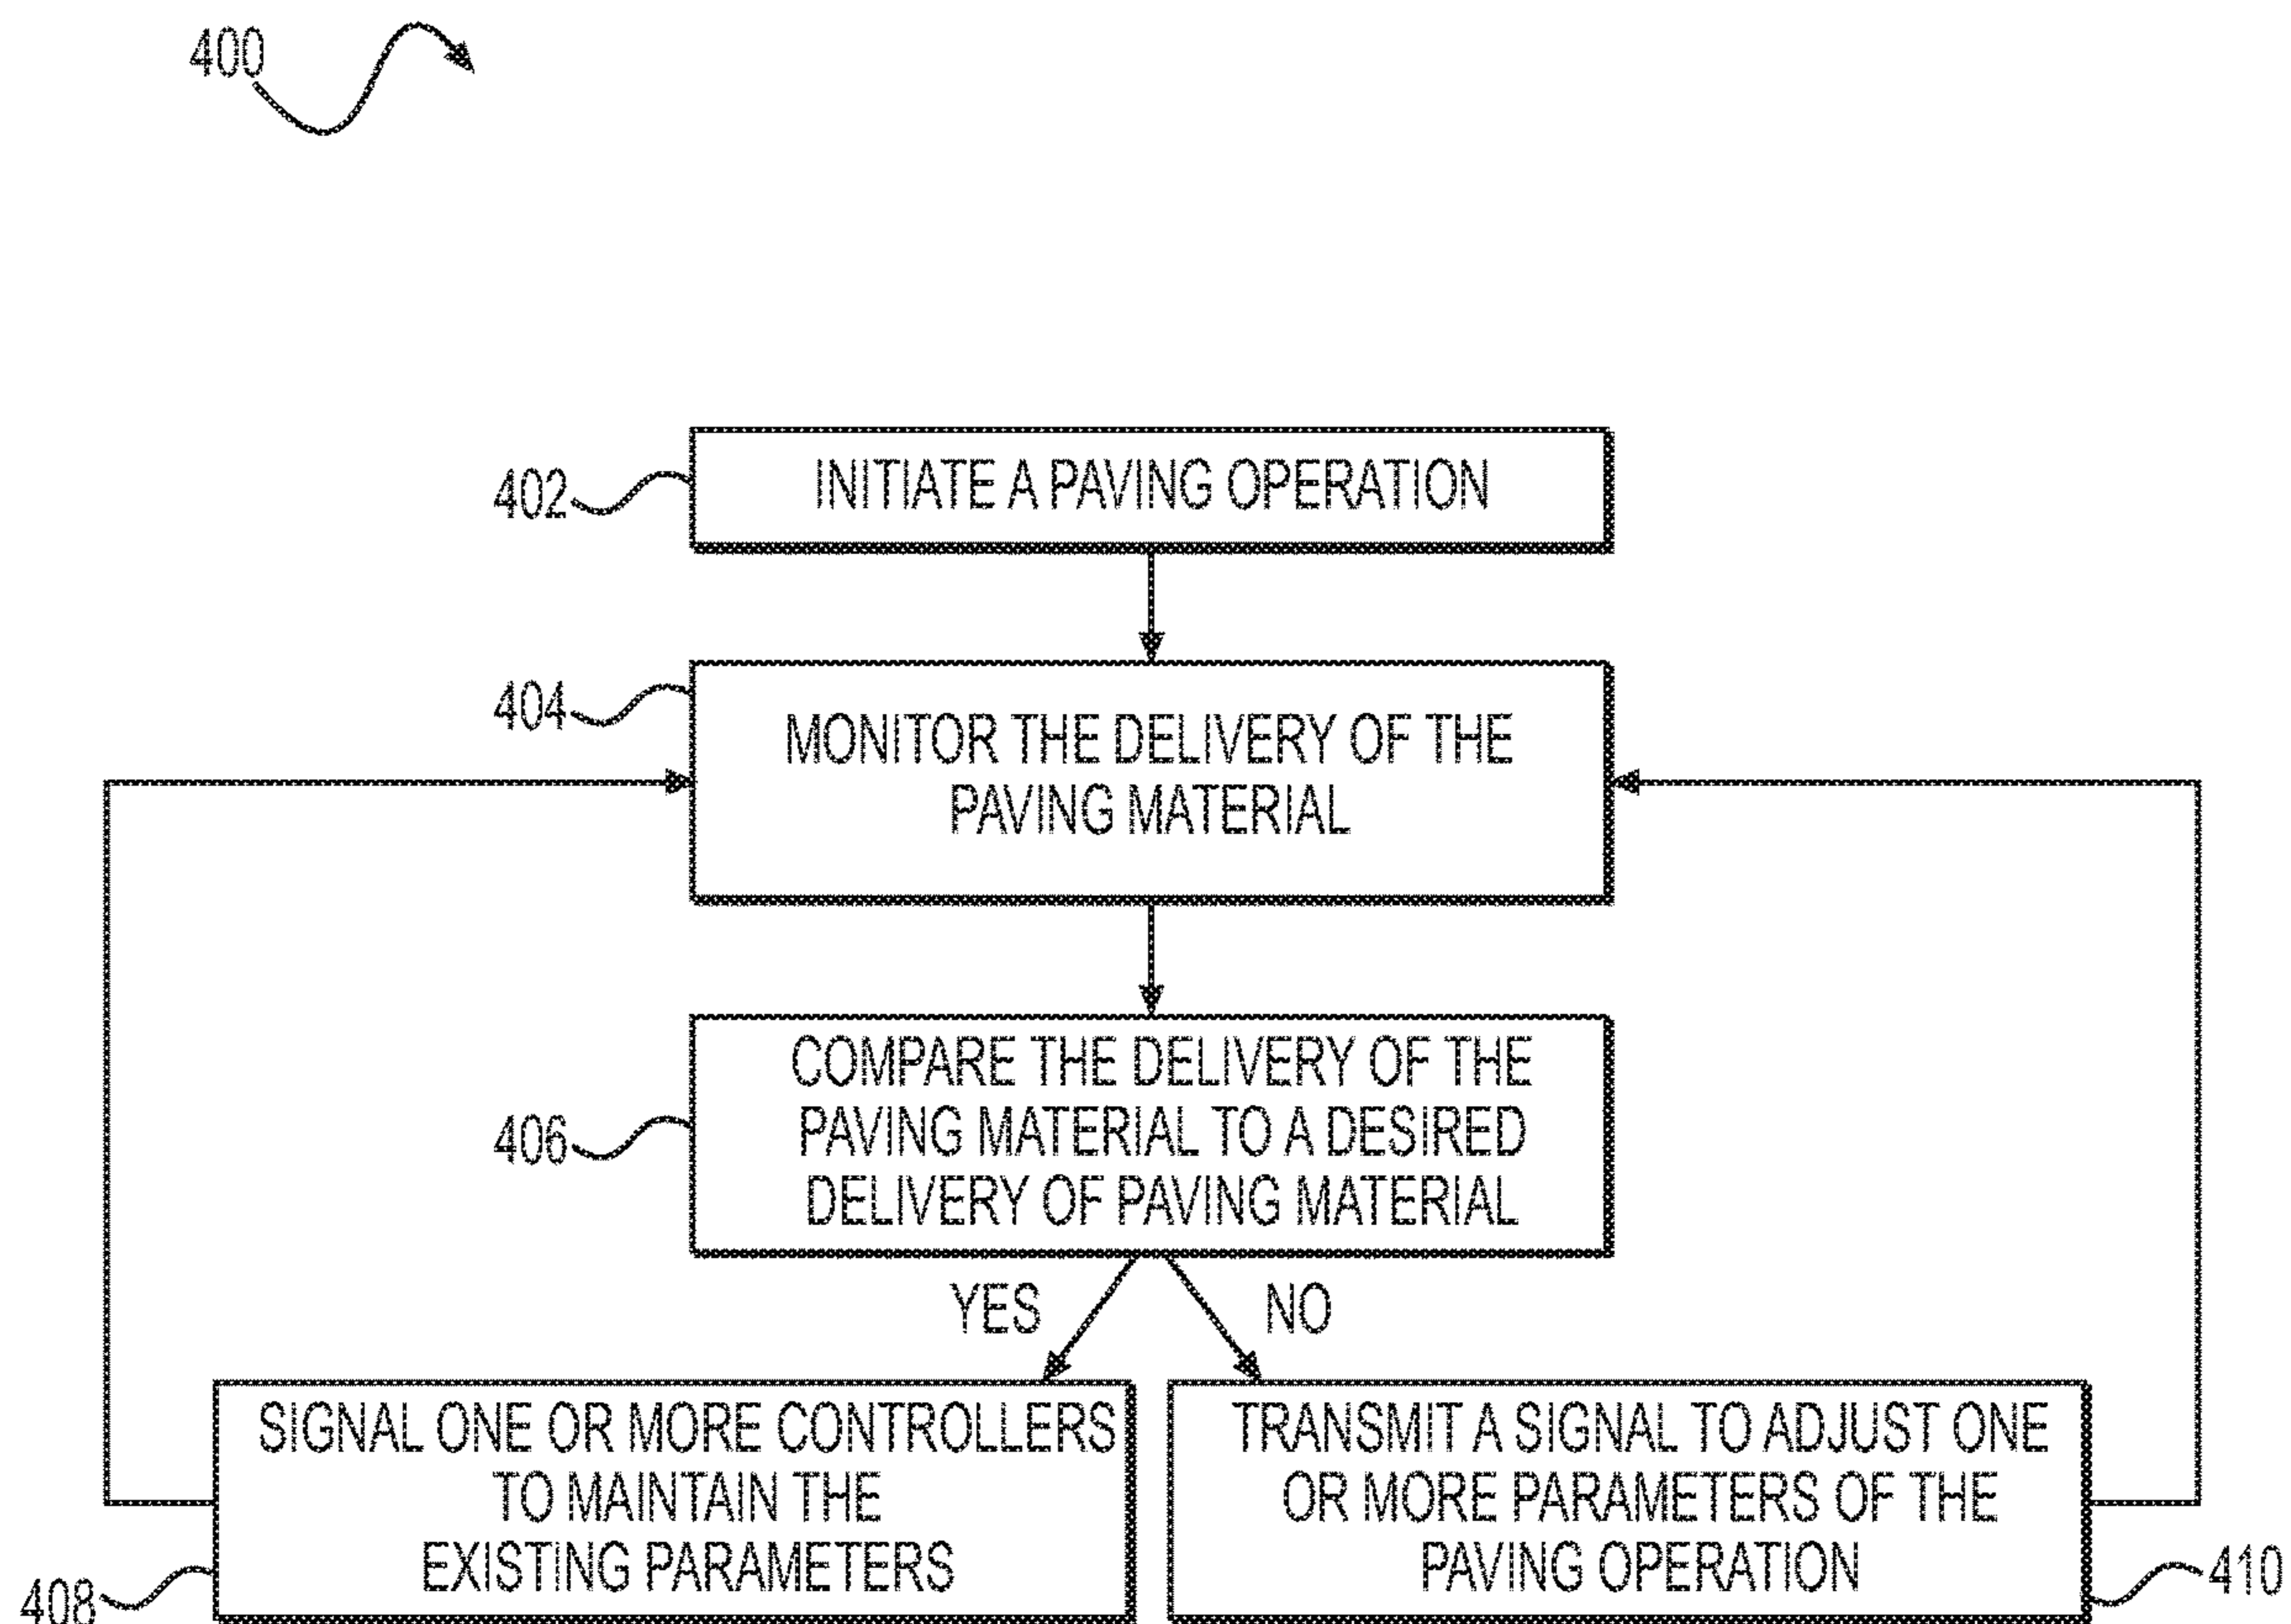 400
402
INITIATE A PAVING OPERATION
404
MONITOR THE DELIVERY OF THE
PAVING MATERIAL
406
COMPARE THE DELIVERY OF THE
PAVING MATERIAL TO A DESIRED
DELIVERY OF PAVING MATERIAL
YES
NO
SIGNAL ONE OR MORE CONTROLLERS
TO MAINTAIN THE
EXISTING PARAMETERS
408
TRANSMIT A SIGNAL TO ADJUST ONE
OR MORE PARAMETERS OF THE
PAVING OPERATION
410